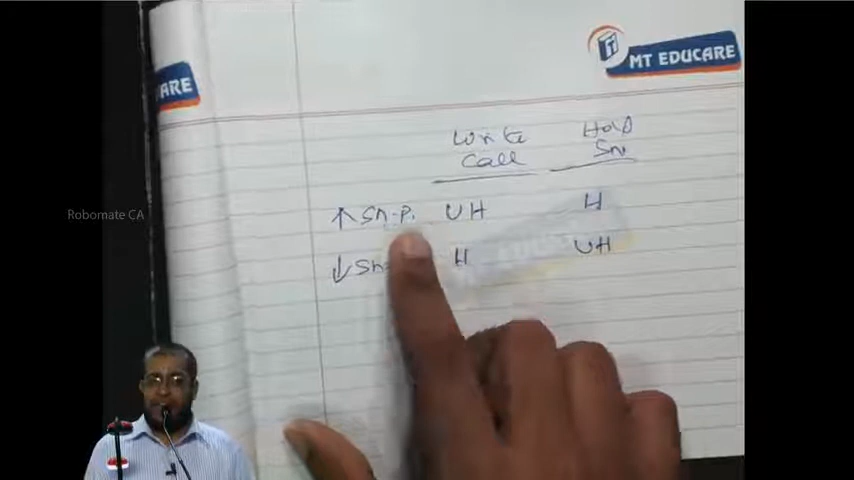 MT EDUCARE
ARE
Write Hold
Call Sh.
Robomate CA
↑ Sh.P. UH H
↓ Sh H UH